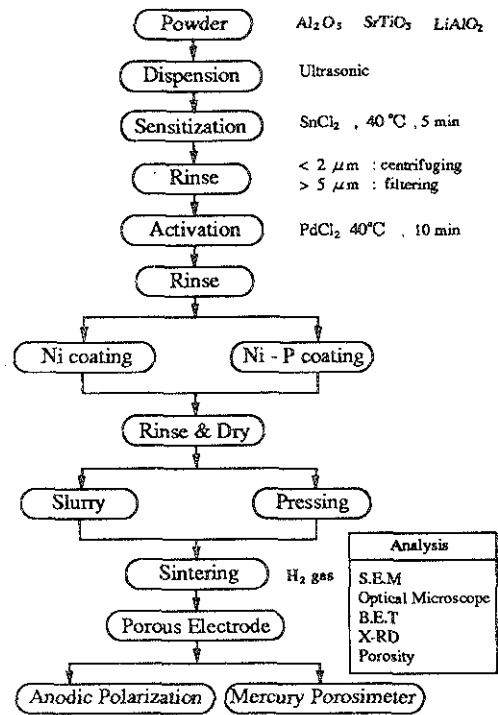 Powder Al₂O₃ SrTiO₃ LiAlO₂
Dispension Ultrasonic
Sensitization SnCl₂ , 40 °C , 5 min
Rinse < 2 μm : centrifuging
> 5 μm : filtering
Activation PdCl₂ 40°C , 10 min
Rinse
Ni coating Ni - P coating
Rinse & Dry
Slurry Pressing
Sintering H₂ gas
Porous Electrode
Analysis
S.E.M
Optical Microscope
B.E.T
X-RD
Porosity
Anodic Polarization Mercury Porosimeter